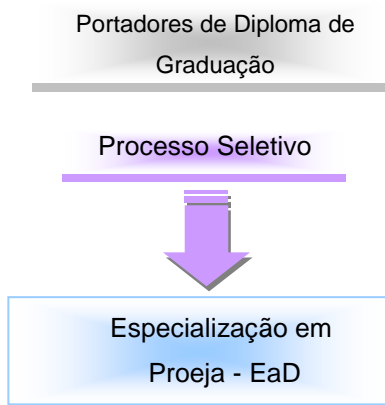 Portadores de Diploma de
Graduação
Processo Seletivo
Especialização em
Proeja - EaD